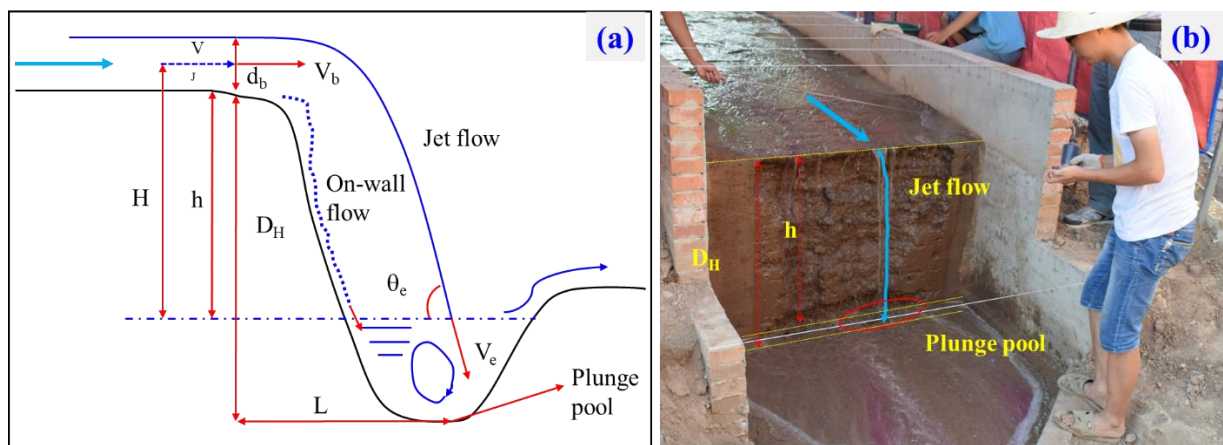 (a)
V
J
d_b
V_b
Jet flow
On-wall
flow
H
h
D_H
θ_e
V_e
L
Plunge
pool
(b)
Jet flow
h
D_H
Plunge pool